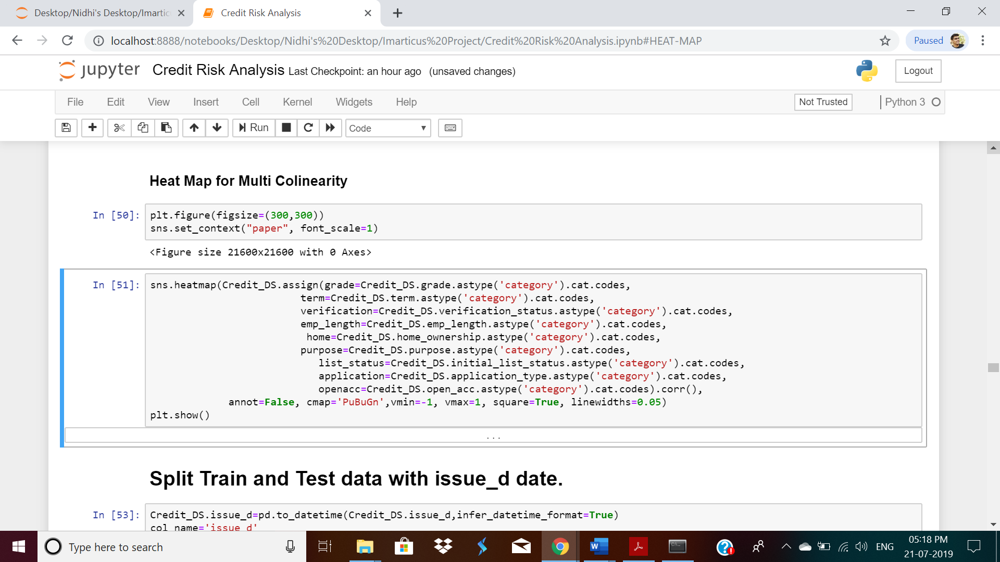 Desktop/Nidhi's Desktop/Imartic
Credit Risk Analysis
localhost:8888/notebooks/Desktop/Nidhi's%20Desktop/Imarticus%20Project/Credit%20Risk%20Analysis.ipynb#HEAT-MAP
Paused
jupyter Credit Risk Analysis Last Checkpoint: an hour ago (unsaved changes)
Logout
File Edit View Insert Cell Kernel Widgets Help
Not Trusted
Python 3
Run
Code
Heat Map for Multi Colinearity
In [50]: plt.figure(figsize=(300,300))
sns.set_context("paper", font_scale=1)
<Figure size 21600x21600 with 0 Axes>
In [51]: sns.heatmap(Credit_DS.assign(grade=Credit_DS.grade.astype('category').cat.codes,
term=Credit_DS.term.astype('category').cat.codes,
verification=Credit_DS.verification_status.astype('category').cat.codes,
emp_length=Credit_DS.emp_length.astype('category').cat.codes,
home=Credit_DS.home_ownership.astype('category').cat.codes,
purpose=Credit_DS.purpose.astype('category').cat.codes,
list_status=Credit_DS.initial_list_status.astype('category').cat.codes,
application=Credit_DS.application_type.astype('category').cat.codes,
openacc=Credit_DS.open_acc.astype('category').cat.codes).corr(),
annot=False, cmap='PuBuGn',vmin=-1, vmax=1, square=True, linewidths=0.05)
plt.show()
...
Split Train and Test data with issue_d date.
In [53]: Credit_DS.issue_d=pd.to_datetime(Credit_DS.issue_d,infer_datetime_format=True)
col_name='issue_d'
Type here to search
ENG
05:18 PM
21-07-2019